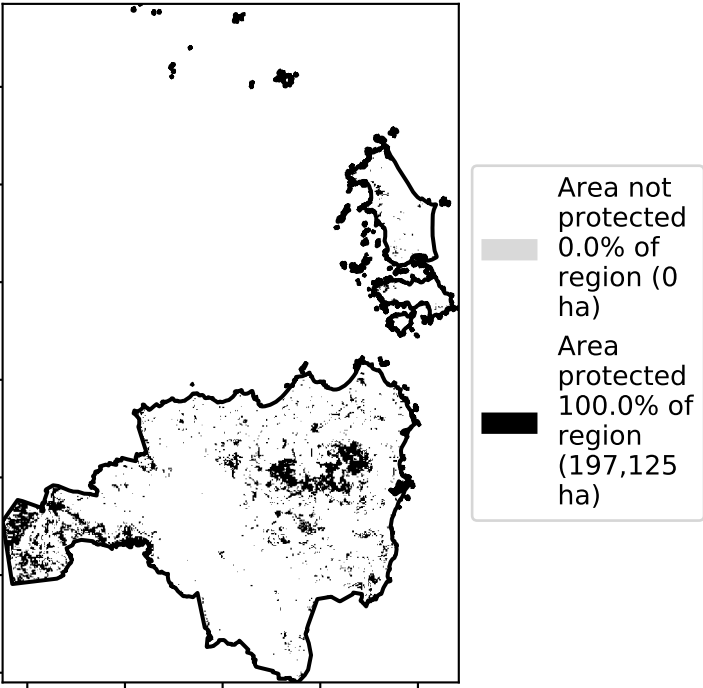 Area not
protected
0.0% of
region (0
ha)
Area
protected
100.0% of
region
(197,125
ha)